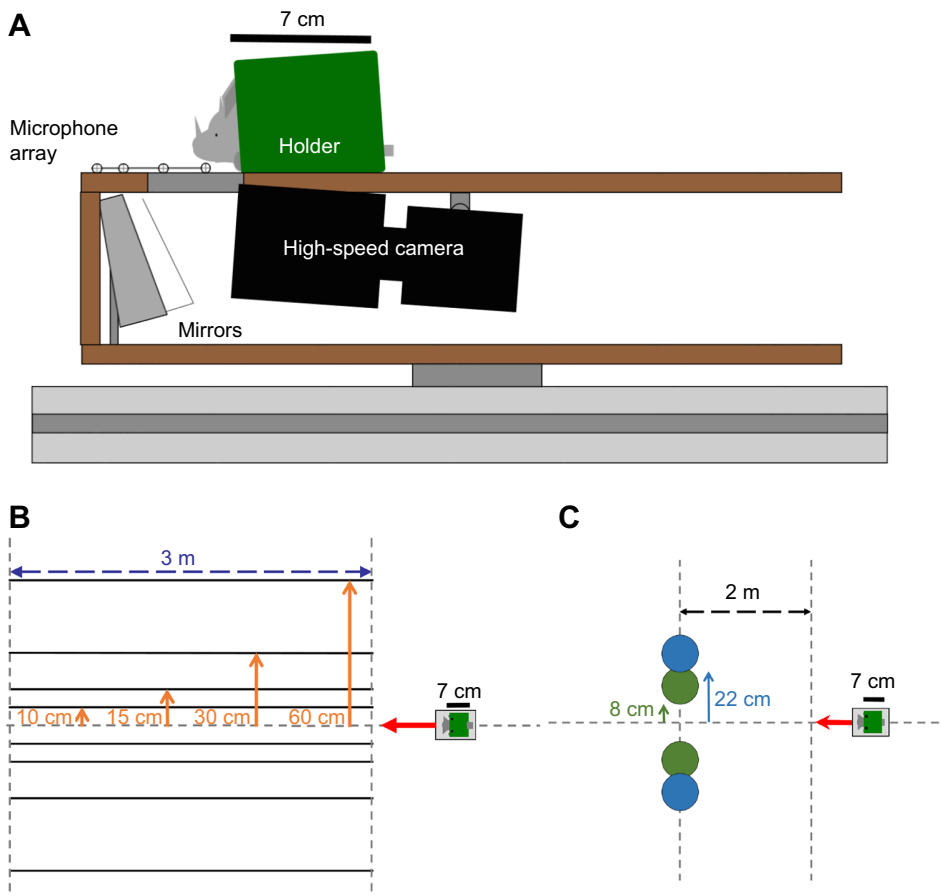 A
7 cm
Microphone
array
Holder
High-speed camera
Mirrors
B
3 m
10 cm
15 cm
30 cm
60 cm
7 cm
C
2 m
8 cm
22 cm
7 cm